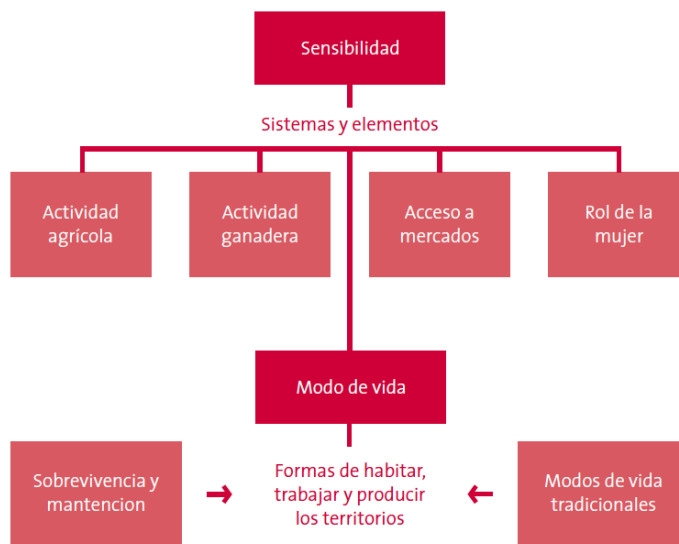 Sensibilidad
Sistemas y elementos
Actividad
agrícola
Actividad
ganadera
Acceso a
mercados
Rol de la
mujer
Modo de vida
Sobrevivencia y
mantencion
Formas de habitar,
trabajar y producir
los territorios
Modos de vida
tradicionales